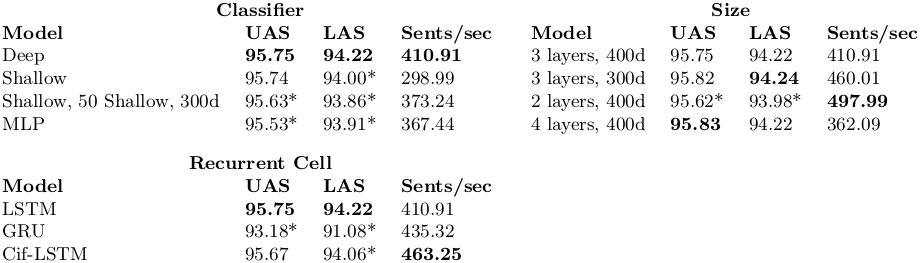 Classifier
Model UAS LAS Sents/sec
Deep 95.75 94.22 410.91
Shallow 95.74 94.00* 298.99
Shallow, 50 Shallow, 300d 95.63* 93.86* 373.24
MLP 95.53* 93.91* 367.44
Size
Model UAS LAS Sents/sec
3 layers, 400d 95.75 94.22 410.91
3 layers, 300d 95.82 94.24 460.01
2 layers, 400d 95.62* 93.98* 497.99
4 layers, 400d 95.83 94.22 362.09
Recurrent Cell
Model UAS LAS Sents/sec
LSTM 95.75 94.22 410.91
GRU 93.18* 91.08* 435.32
Cif-LSTM 95.67 94.06* 463.25